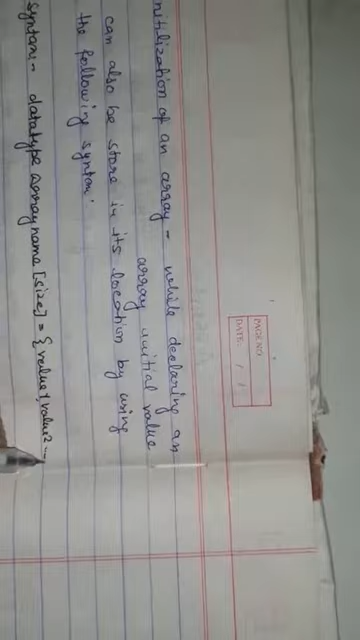 PAGE NO
DATE: / /
nitilization of an array - while declaring an
array initial value
can also be store in its location by using
the following syntax:
syntax:- datatype arrayname [size] = {value1, value2 --